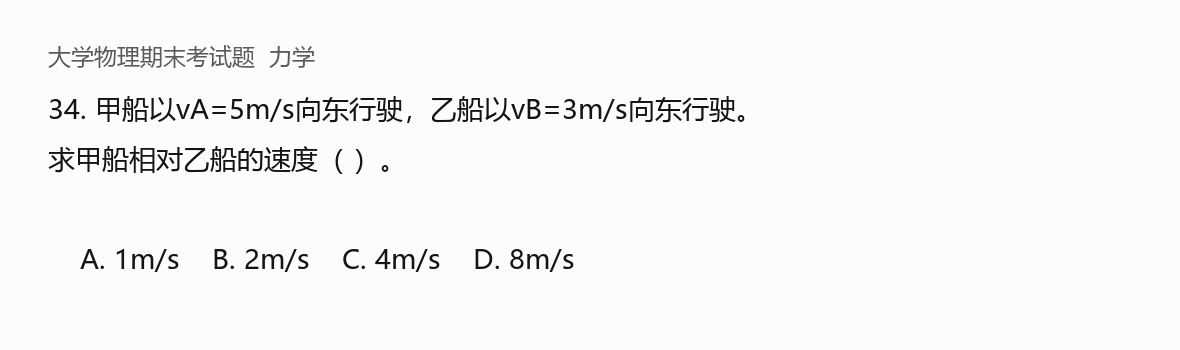 大学物理期末考试题 力学
34. 甲船以vA=5m/s向东行驶，乙船以vB=3m/s向东行驶。
求甲船相对乙船的速度（ ）。
A. 1m/s B. 2m/s C. 4m/s D. 8m/s